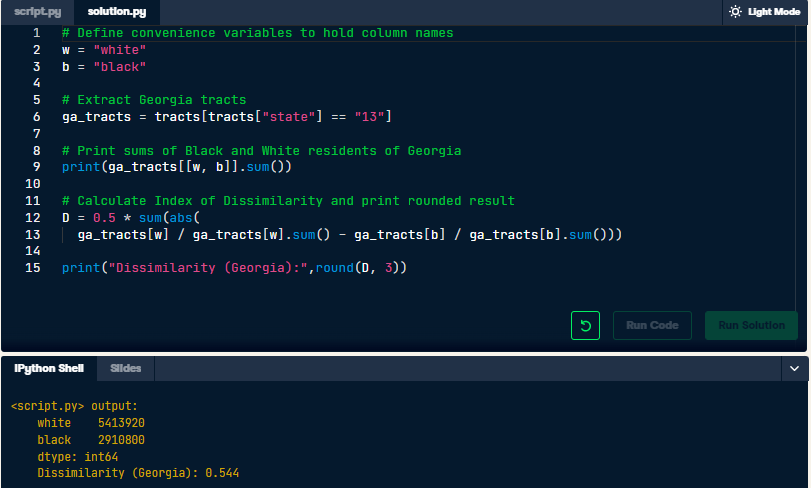 script.py solution.py Light Mode
1 # Define convenience variables to hold column names
2 w = "white"
3 b = "black"
4
5 # Extract Georgia tracts
6 ga_tracts = tracts[tracts["state"] == "13"]
7
8 # Print sums of Black and White residents of Georgia
9 print(ga_tracts[[w, b]].sum())
10
11 # Calculate Index of Dissimilarity and print rounded result
12 D = 0.5 * sum(abs(
13   ga_tracts[w] / ga_tracts[w].sum() - ga_tracts[b] / ga_tracts[b].sum()))
14
15 print("Dissimilarity (Georgia):",round(D, 3))
Run Code Run Solution
IPython Shell Slides
<script.py> output:
    white    5413920
    black    2910800
    dtype: int64
    Dissimilarity (Georgia): 0.544